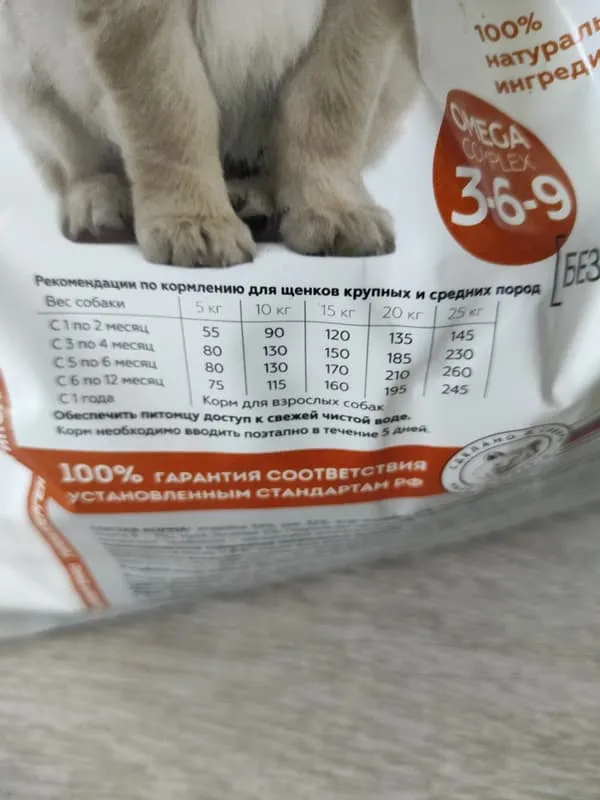 100%
натураль
ингреди
OMEGA
COMPLEX
3-6-9
БЕЗ
Рекомендации по кормлению для щенков крупных и средних пород
Вес собаки 5 кг 10 кг 15 кг 20 кг 25 кг
С 1 по 2 месяц 55 90 120 135 145
С 3 по 4 месяц 80 130 150 185 230
С 5 по 6 месяц 80 130 170 210 260
С 6 по 12 месяц 75 115 160 195 245
С 1 года Корм для взрослых собак
Обеспечить питомцу доступ к свежей чистой воде.
Корм необходимо вводить поэтапно в течение 5 дней.
100% ГАРАНТИЯ СООТВЕТСТВИЯ
УСТАНОВЛЕННЫМ СТАНДАРТАМ РФ
СДЕЛАНО